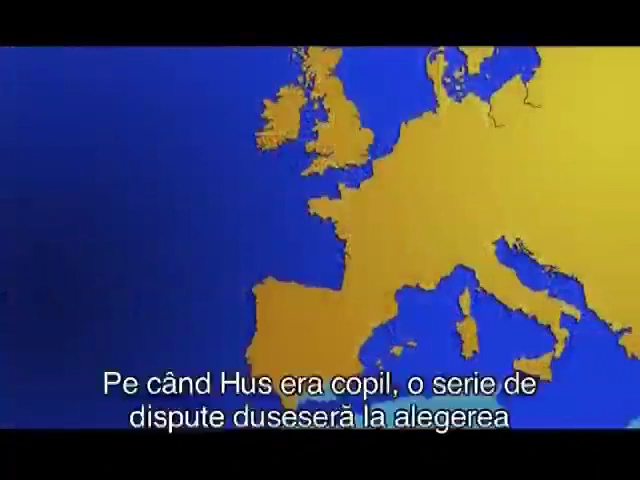 Pe când Hus era copil, o serie de
dispute duseseră la alegerea